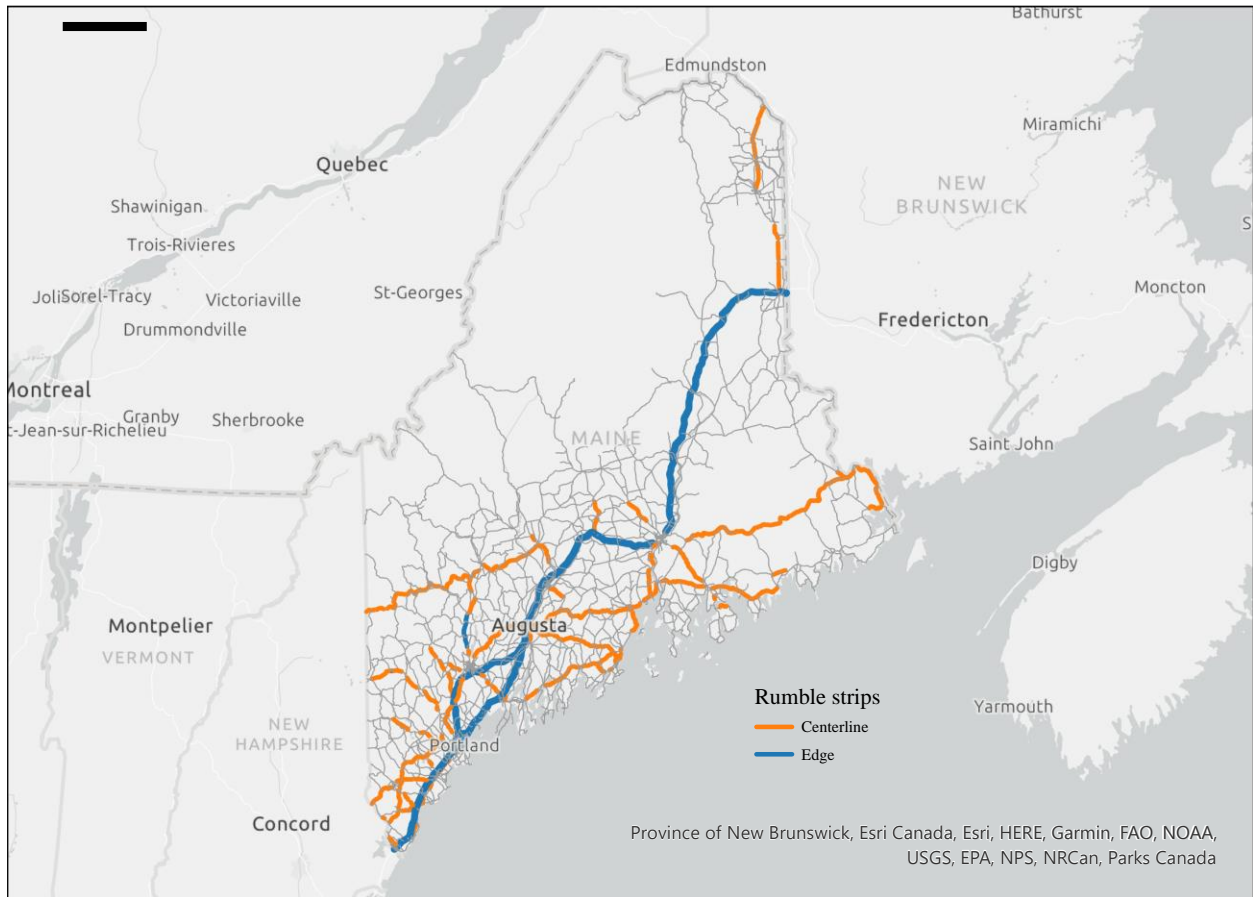 Bathurst
Edmundston
Miramichi
Quebec
NEW
BRUNSWICK
Shawinigan
S
Trois-Rivieres
Joli
Sorel-Tracy
Victoriaville
St-Georges
Moncton
Drummondville
Fredericton
Montreal
Granby
Sherbrooke
t-Jean-sur-Richelieu
MAINE
Saint John
Digby
Montpelier
Augusta
VERMONT
Rumble strips
Yarmouth
Centerline
NEW
HAMPSHIRE
Portland
Edge
Concord
Province of New Brunswick, Esri Canada, Esri, HERE, Garmin, FAO, NOAA,
USGS, EPA, NPS, NRCan, Parks Canada